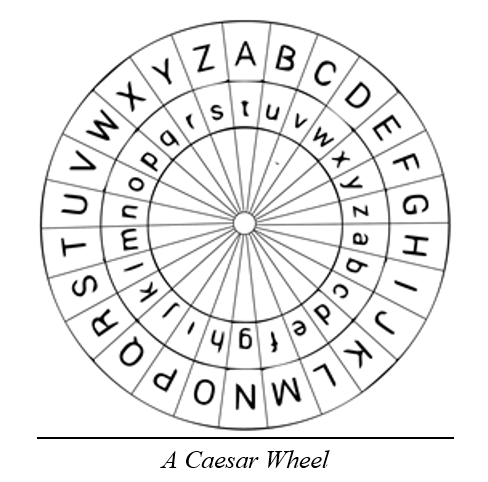 A B C D E F G H I J K L M N O P Q R S T U V W X Y Z
t u v w x y z a b c d e f g h i j k l m n o p q r s
A Caesar Wheel